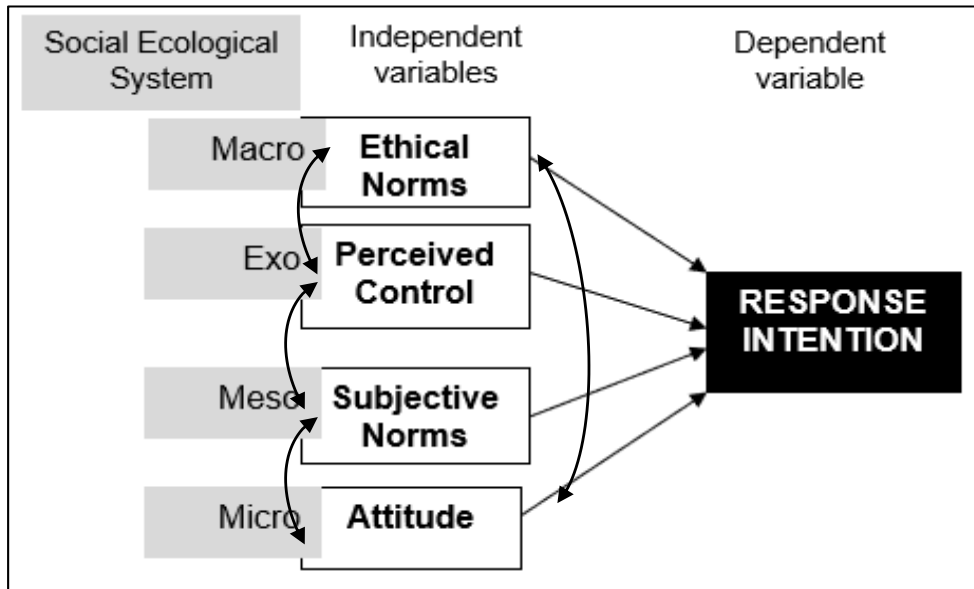 Social Ecological
System
Independent
variables
Dependent
variable
Macro
Ethical
Norms
Exo
Perceived
Control
RESPONSE
INTENTION
Meso
Subjective
Norms
Micro
Attitude